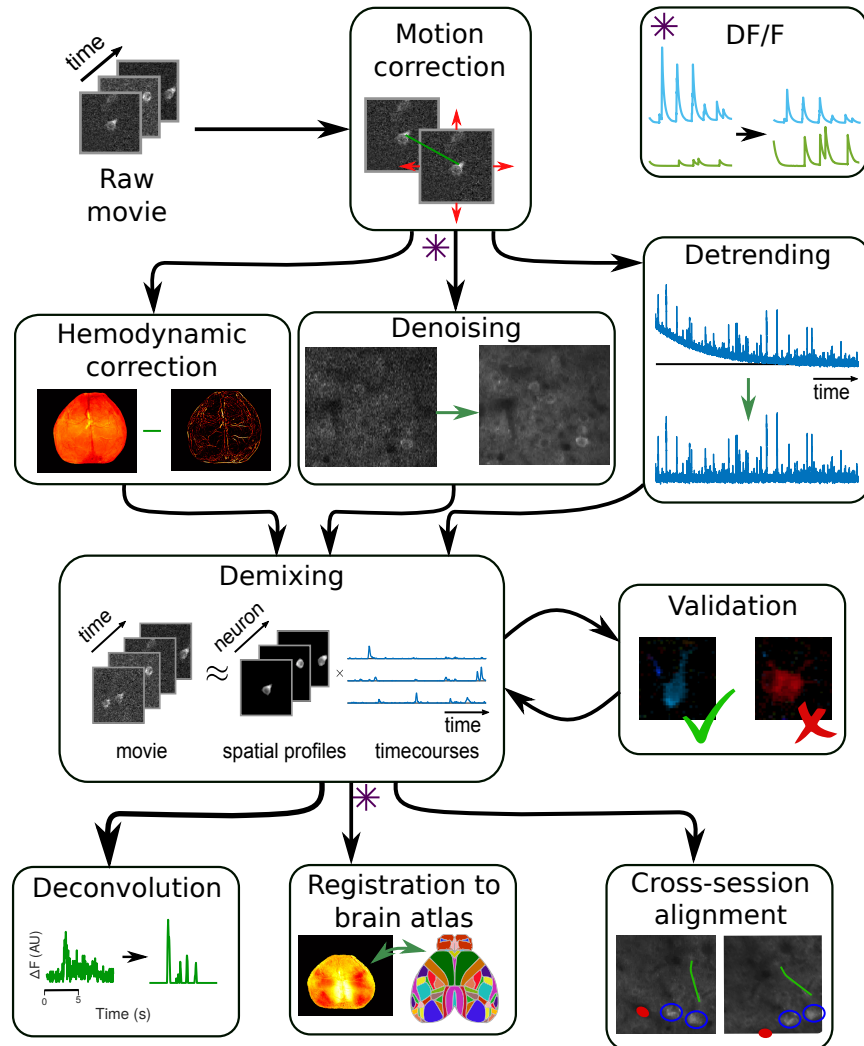 time
Raw
movie
Motion
correction
DF/F
Hemodynamic
correction
Denoising
Detrending
time
Demixing
time
≈
neuron
×
time
movie
spatial profiles
timecourses
Validation
Deconvolution
ΔF (AU)
0
5
Time (s)
Registration to
brain atlas
Cross-session
alignment